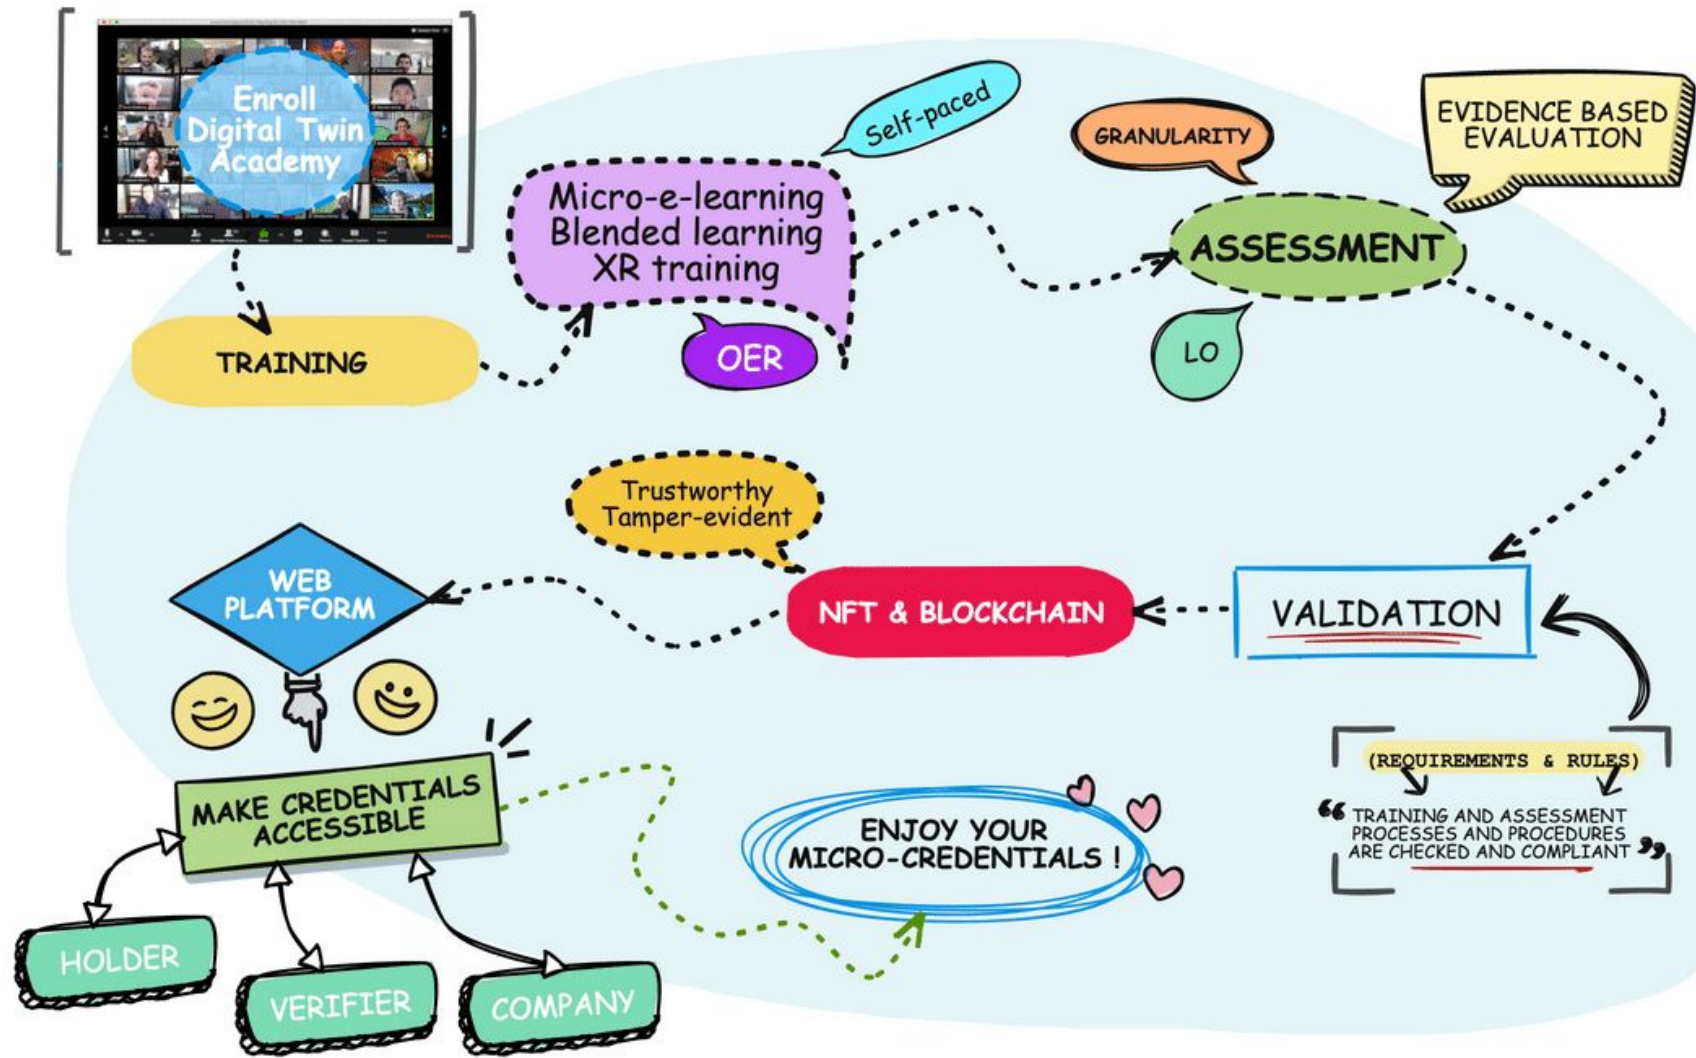 Enroll
Digital Twin
Academy
Self-paced
GRANULARITY
EVIDENCE BASED
EVALUATION
Micro-e-learning
Blended learning
XR training
ASSESSMENT
TRAINING
OER
LO
Trustworthy
Tamper-evident
WEB
PLATFORM
NFT & BLOCKCHAIN
VALIDATION
(REQUIREMENTS & RULES)
“ TRAINING AND ASSESSMENT
PROCESSES AND PROCEDURES
ARE CHECKED AND COMPLIANT ”
MAKE CREDENTIALS
ACCESSIBLE
ENJOY YOUR
MICRO-CREDENTIALS !
HOLDER
VERIFIER
COMPANY